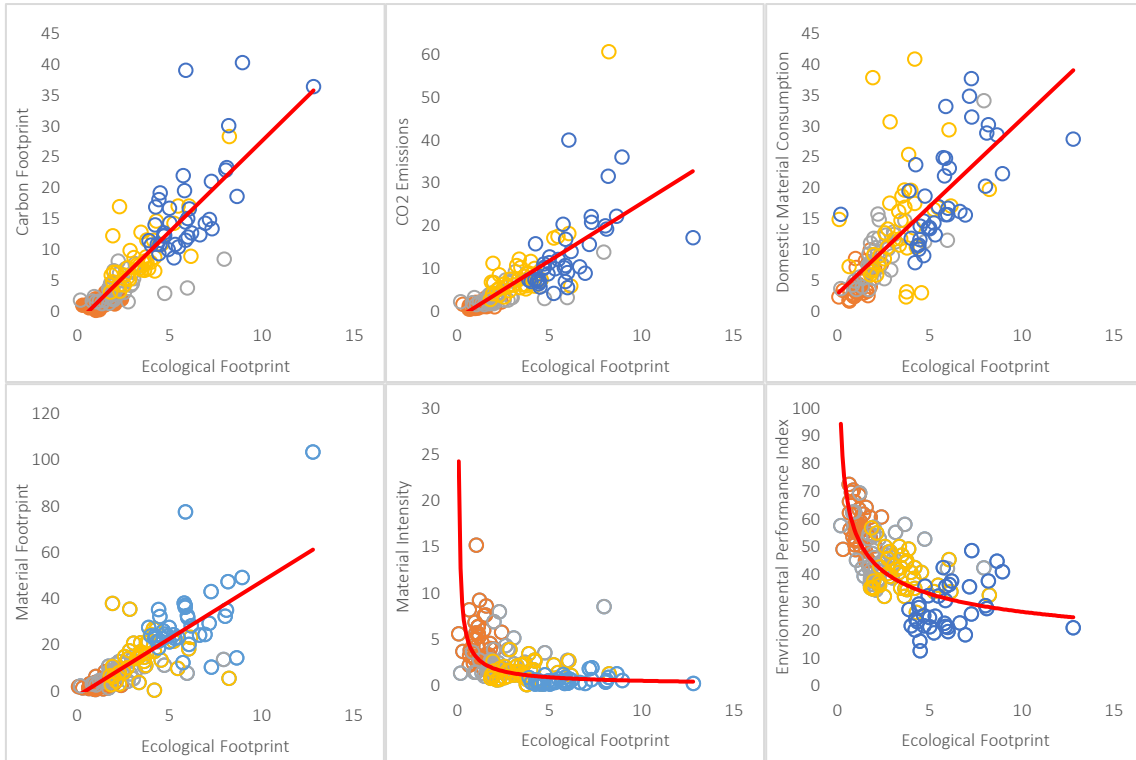 45
40
35
30
25
20
15
10
5
0
Carbon Footprint
0 5 10 15
Ecological Footprint
60
50
40
30
20
10
0
CO2 Emissions
0 5 10 15
Ecological Footprint
45
40
35
30
25
20
15
10
5
0
Domestic Material Consumption
0 5 10 15
Ecological Footprint
120
100
80
60
40
20
0
Material Footrpint
0 5 10 15
Ecological Footprint
30
25
20
15
10
5
0
Material Intensity
0 5 10 15
Ecological Footprint
100
90
80
70
60
50
40
30
20
10
0
Envrionmental Performance Index
0 5 10 15
Ecological Footprint